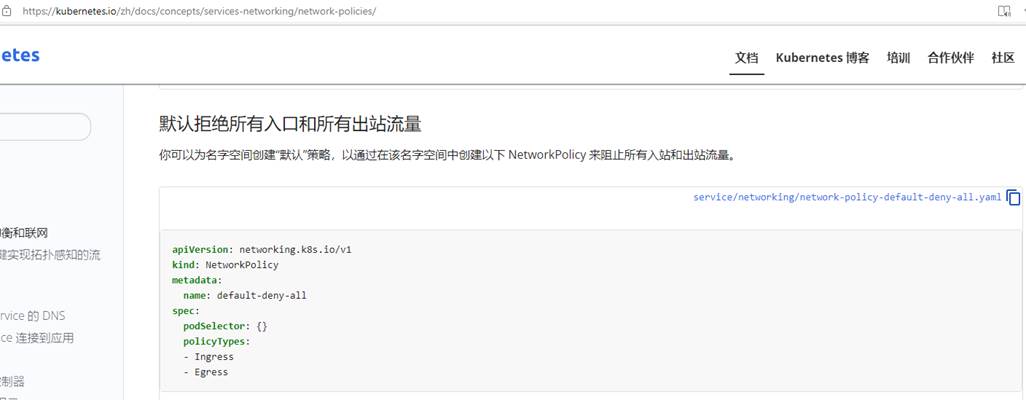 https://kubernetes.io/zh/docs/concepts/services-networking/network-policies/
etes
文档 Kubernetes 博客 培训 合作伙伴 社区
默认拒绝所有入口和所有出站流量
你可以为名字空间创建“默认”策略，以通过在该名字空间中创建以下 NetworkPolicy 来阻止所有入站和出站流量。
service/networking/network-policy-default-deny-all.yaml
衡和联网
键实现拓扑感知的流
rvice 的 DNS
ce 连接到应用
制器
apiVersion: networking.k8s.io/v1
kind: NetworkPolicy
metadata:
  name: default-deny-all
spec:
  podSelector: {}
  policyTypes:
  - Ingress
  - Egress